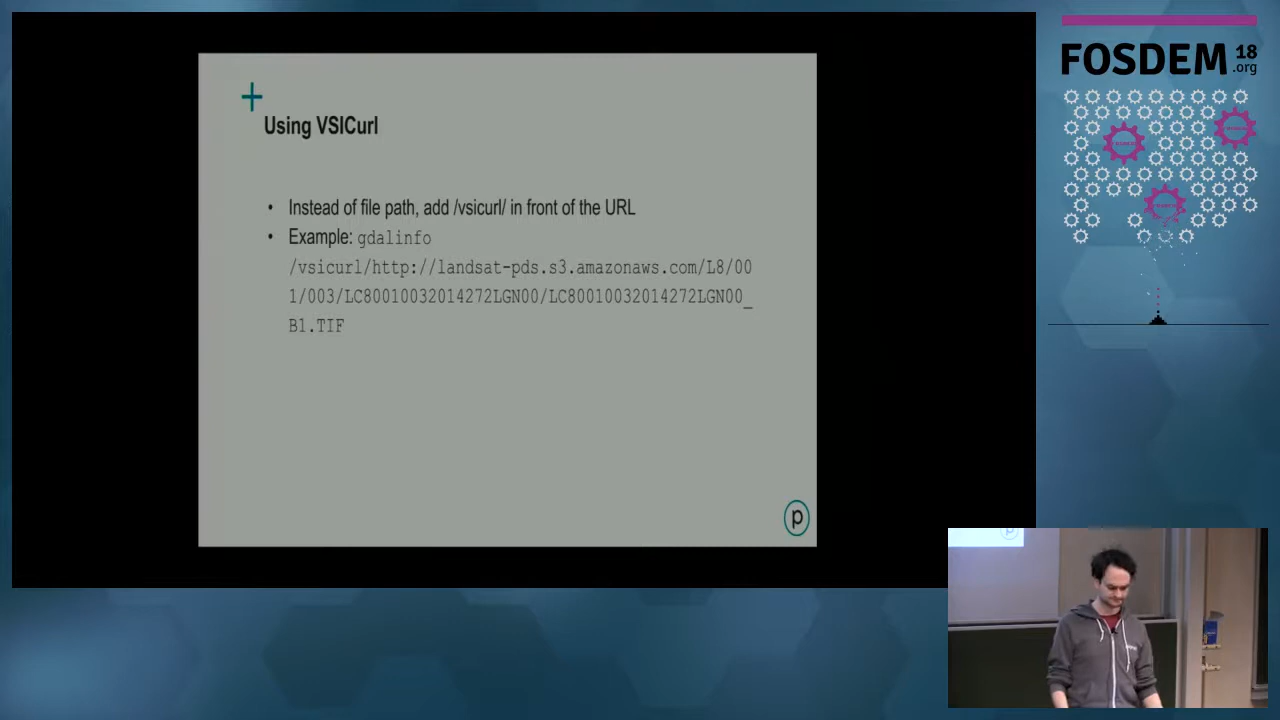 Using VSICurl
• Instead of file path, add /vsicurl/ in front of the URL
• Example: gdalinfo
/vsicurl/http://landsat-pds.s3.amazonaws.com/L8/00
1/003/LC80010032014272LGN00/LC80010032014272LGN00_
B1.TIF
p
FOSDEM 18
.org